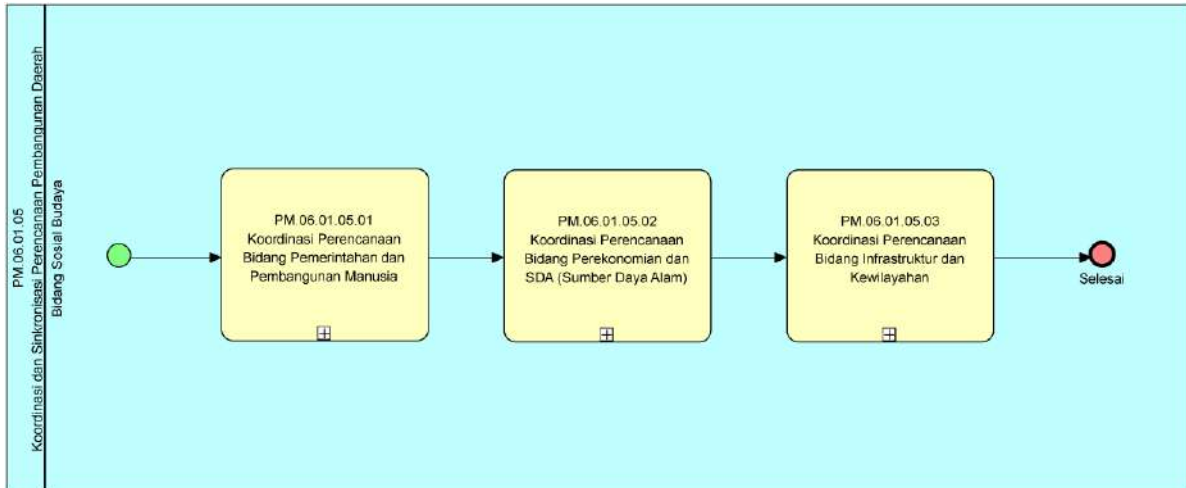 PM.06.01.05
Koordinasi dan Sinkronisasi Perencanaan Pembangunan Daerah
Bidang Sosial Budaya
PM.06.01.05.01
Koordinasi Perencanaan
Bidang Pemerintahan dan
Pembangunan Manusia
PM.06.01.05.02
Koordinasi Perencanaan
Bidang Perekonomian dan
SDA (Sumber Daya Alam)
PM.06.01.05.03
Koordinasi Perencanaan
Bidang Infrastruktur dan
Kewilayahan
Selesai